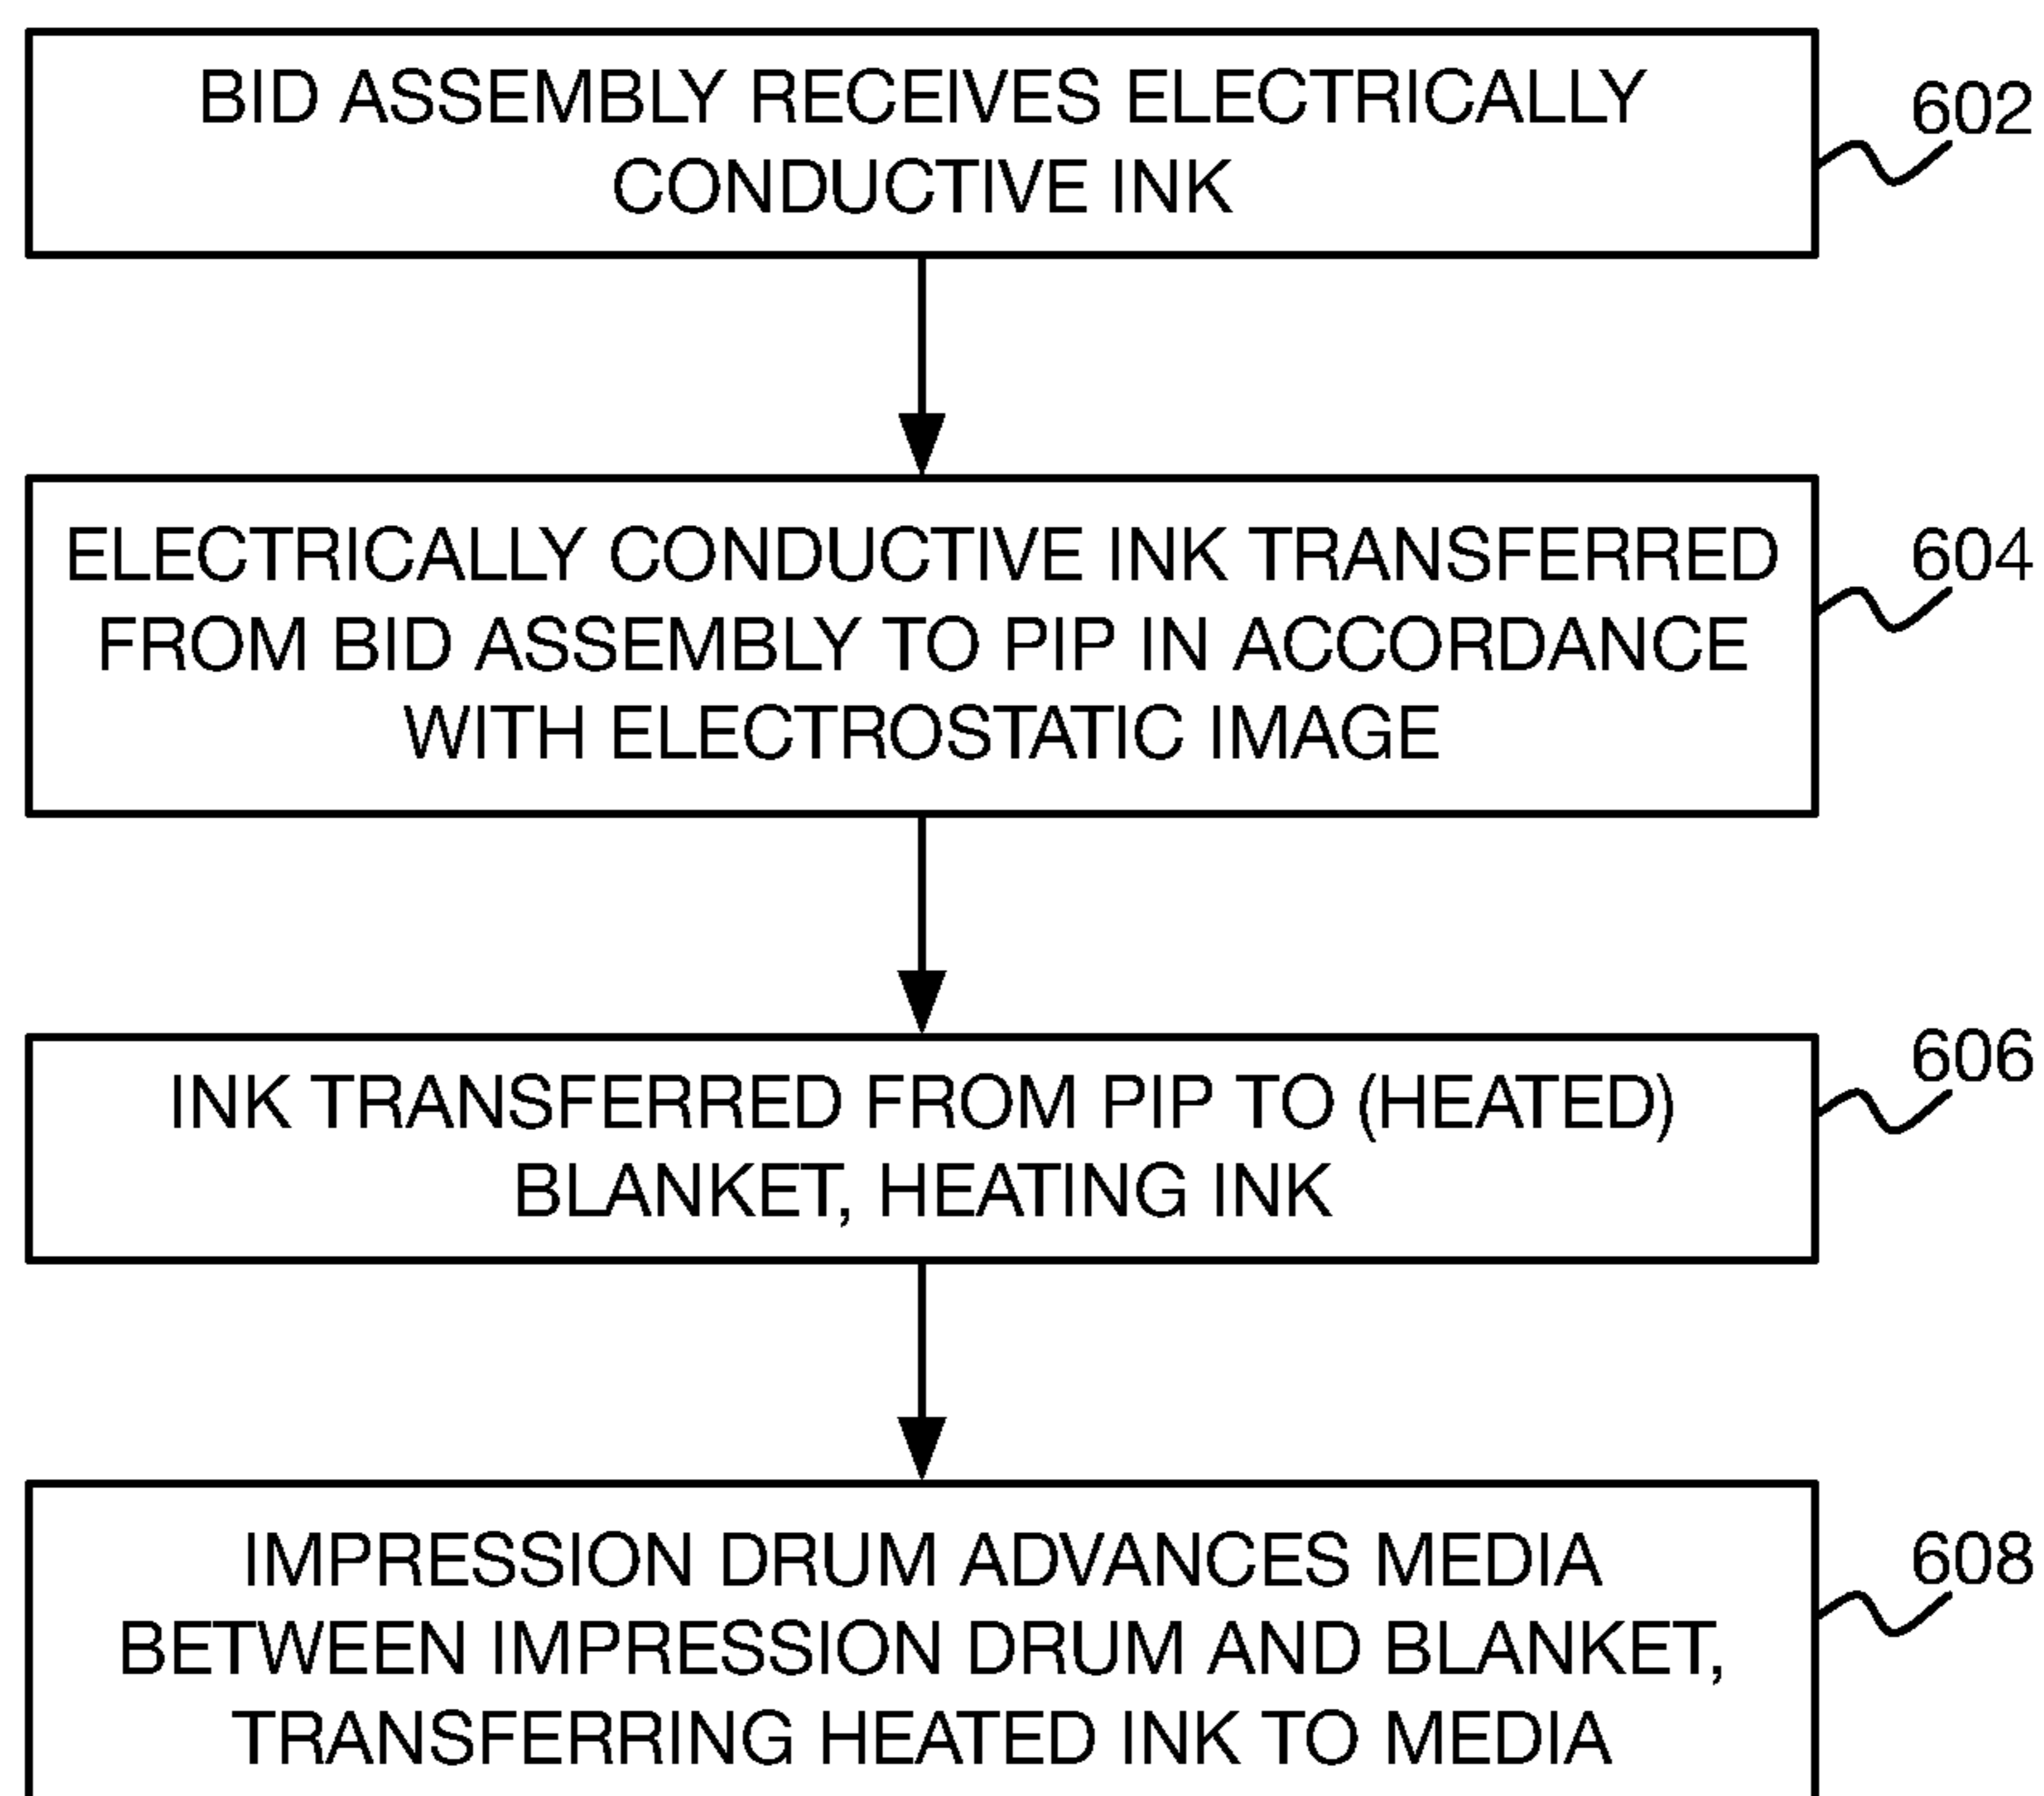 BID ASSEMBLY RECEIVES ELECTRICALLY
CONDUCTIVE INK
602
ELECTRICALLY CONDUCTIVE INK TRANSFERRED
FROM BID ASSEMBLY TO PIP IN ACCORDANCE
WITH ELECTROSTATIC IMAGE
604
INK TRANSFERRED FROM PIP TO (HEATED)
BLANKET, HEATING INK
606
IMPRESSION DRUM ADVANCES MEDIA
BETWEEN IMPRESSION DRUM AND BLANKET,
TRANSFERRING HEATED INK TO MEDIA
608